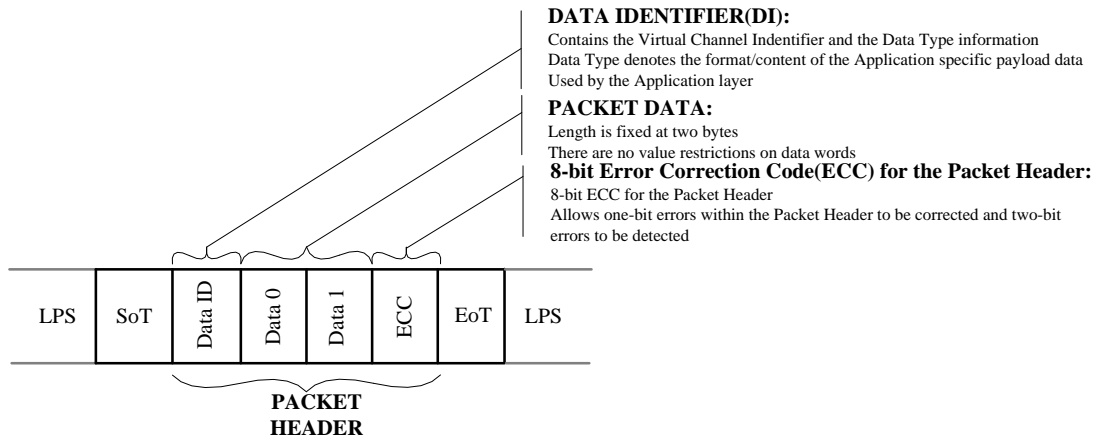 DATA IDENTIFIER(DI):
Contains the Virtual Channel Indentifier and the Data Type information
Data Type denotes the format/content of the Application specific payload data
Used by the Application layer
PACKET DATA:
Length is fixed at two bytes
There are no value restrictions on data words
8-bit Error Correction Code(ECC) for the Packet Header:
8-bit ECC for the Packet Header
Allows one-bit errors within the Packet Header to be corrected and two-bit
errors to be detected
LPS
SoT
Data ID
Data 0
Data 1
ECC
EoT
LPS
PACKET
HEADER